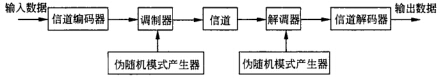 输入数据
信道编码器
调制器
信道
解调器
信道解码器
输出数据
伪随机模式产生器
伪随机模式产生器